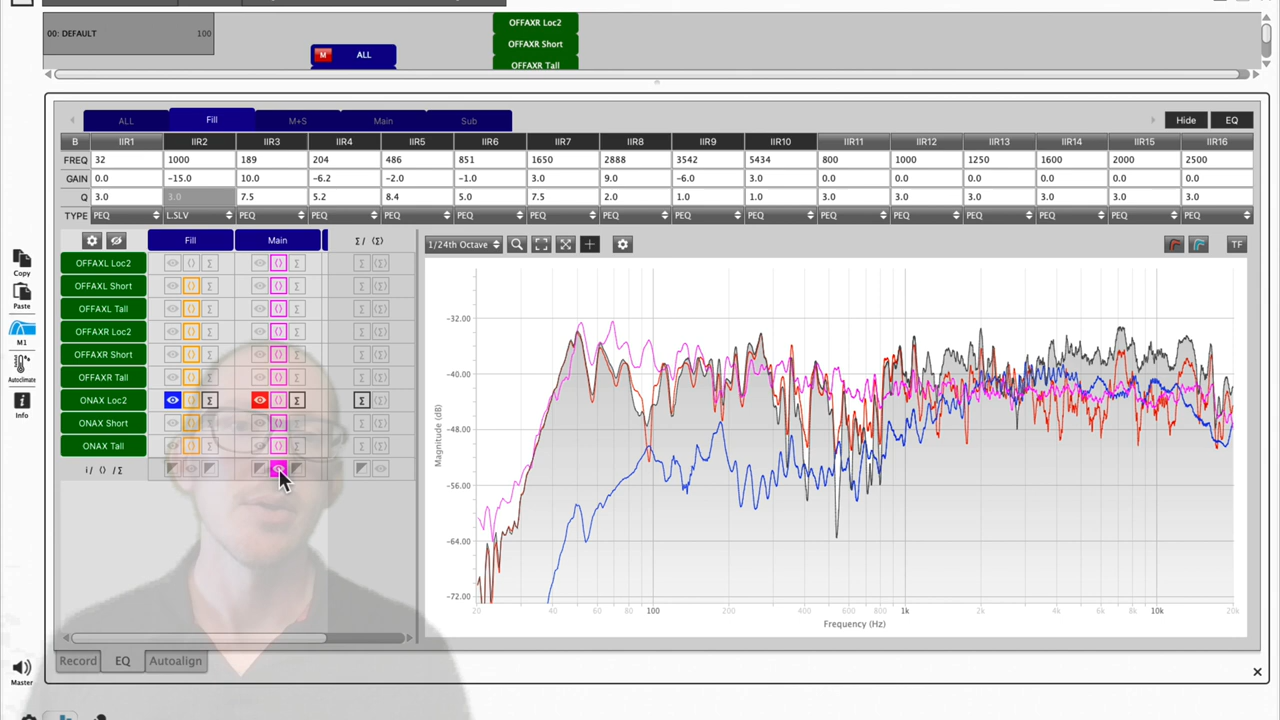 00: DEFAULT 100
OFFAXR Loc2
OFFAXR Short
M ALL
OFFAXR Tall
ALL Fill M+S Main Sub Hide EQ
B IIR1 IIR2 IIR3 IIR4 IIR5 IIR6 IIR7 IIR8 IIR9 IIR10 IIR11 IIR12 IIR13 IIR14 IIR15 IIR16
FREQ 32 1000 189 204 486 851 1650 2888 3542 5434 800 1000 1250 1600 2000 2500
GAIN 0.0 −15.0 10.0 −6.2 −2.0 −1.0 3.0 9.0 −6.0 3.0 0.0 0.0 0.0 0.0 0.0 0.0
Q 3.0 3.0 7.5 5.2 8.4 5.0 7.5 2.0 1.0 1.0 3.0 3.0 3.0 3.0 3.0 3.0
TYPE PEQ L.SLV PEQ PEQ PEQ PEQ PEQ PEQ PEQ PEQ PEQ PEQ PEQ PEQ PEQ PEQ
Fill Main Σ/ (Σ) 1/24th Octave TF
OFFAXL Loc2 () Σ () Σ Σ (Σ)
OFFAXL Short () Σ () Σ Σ (Σ)
OFFAXL Tall () Σ () Σ Σ (Σ)
OFFAXR Loc2 () Σ () Σ Σ (Σ)
OFFAXR Short () Σ () Σ Σ (Σ)
OFFAXR Tall () Σ () Σ Σ (Σ)
ONAX Loc2 () Σ () Σ Σ (Σ)
ONAX Short () Σ () Σ Σ (Σ)
ONAX Tall () Σ () Σ Σ (Σ)
i/ () /Σ
Copy
Paste
M1
Autoclimate
Info
Master
−32.00
−40.00
−48.00
−56.00
−64.00
−72.00
Magnitude (dB)
20 40 60 80 100 200 400 600 800 1k 2k 4k 6k 8k 10k 20k
Frequency (Hz)
Record EQ Autoalign